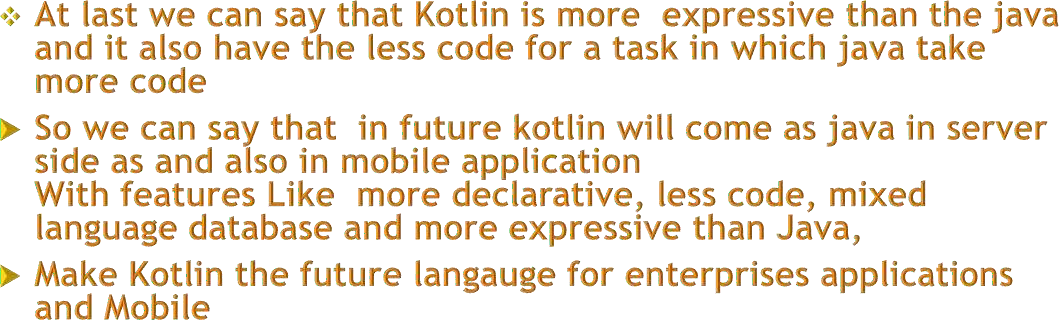 At last we can say that Kotlin is more expressive than the java
and it also have the less code for a task in which java take
more code
So we can say that in future kotlin will come as java in server
side as and also in mobile application
With features Like more declarative, less code, mixed
language database and more expressive than Java,
Make Kotlin the future langauge for enterprises applications
and Mobile